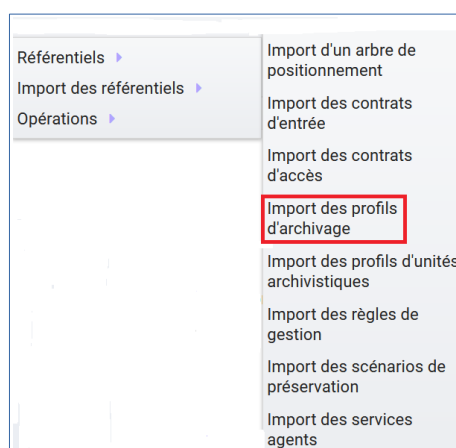 Référentiels
Import des référentiels
Opérations
Import d'un arbre de
positionnement
Import des contrats
d'entrée
Import des contrats
d'accès
Import des profils
d'archivage
Import des profils d'unités
archivistiques
Import des règles de
gestion
Import des scénarios de
préservation
Import des services
agents